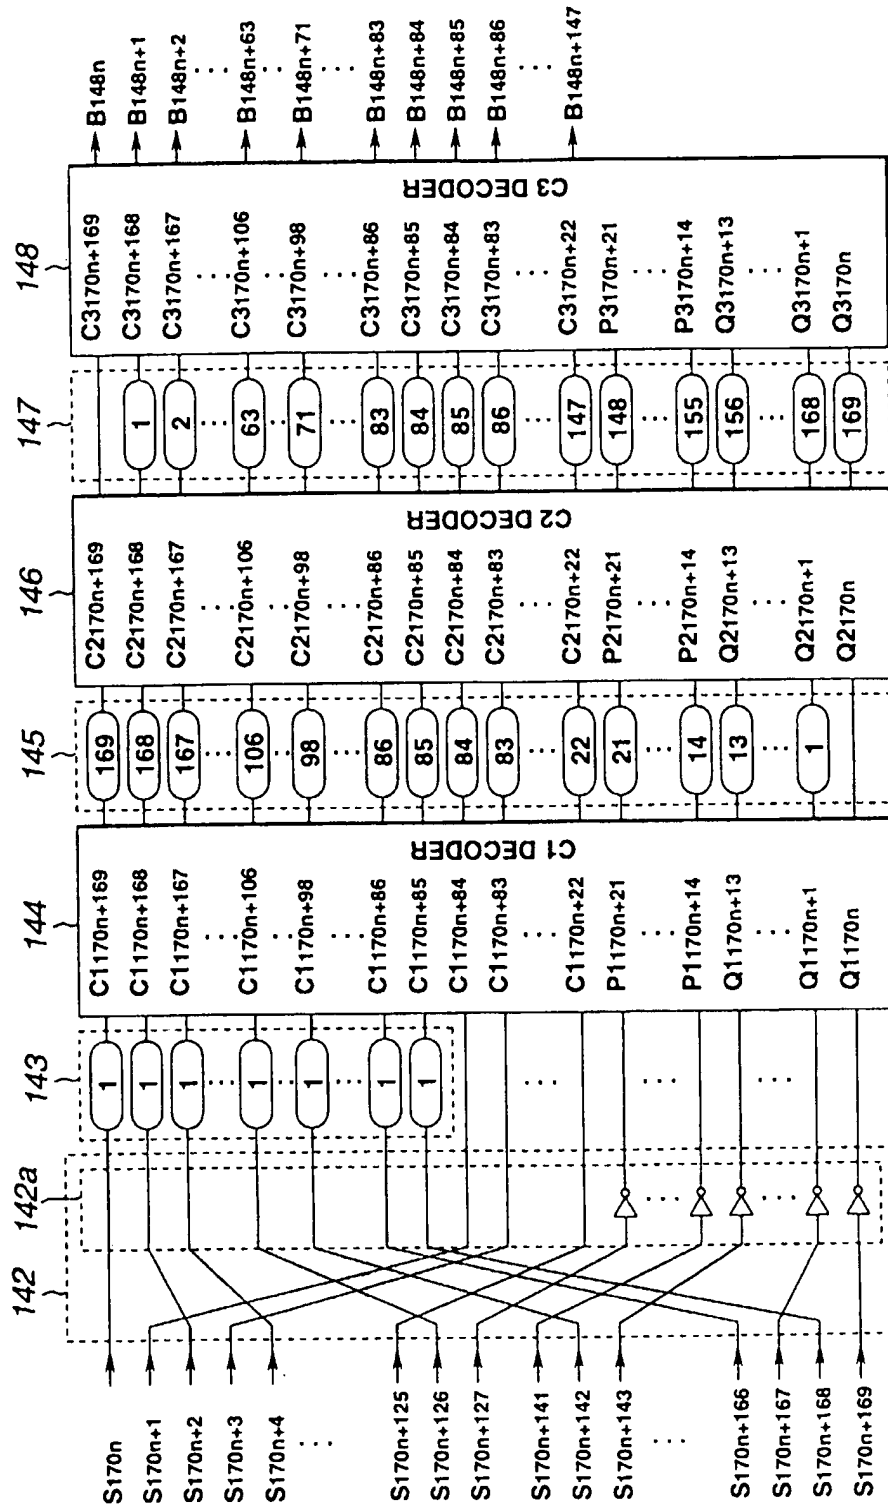 142
142a
143
144
145
146
147
148
S170n
S170n+1
S170n+2
S170n+3
S170n+4
...
S170n+125
S170n+126
S170n+127
S170n+141
S170n+142
S170n+143
...
S170n+166
S170n+167
S170n+168
S170n+169
1
1
1
...
1
...
1
...
1
1
...
...
...
C1170n+169
C1170n+168
C1170n+167
...
C1170n+106
...
C1170n+98
...
C1170n+86
C1170n+85
C1170n+84
C1170n+83
...
C1170n+22
P1170n+21
...
P1170n+14
Q1170n+13
...
Q1170n+1
Q1170n
C1 DECODER
169
168
167
...
106
...
98
...
86
85
84
83
...
22
21
...
14
13
...
1
C2170n+169
C2170n+168
C2170n+167
...
C2170n+106
...
C2170n+98
...
C2170n+86
C2170n+85
C2170n+84
C2170n+83
...
C2170n+22
P2170n+21
...
P2170n+14
Q2170n+13
...
Q2170n+1
Q2170n
C2 DECODER
1
2
...
63
...
71
...
83
84
85
86
...
147
148
...
155
156
...
168
169
C3170n+169
C3170n+168
C3170n+167
...
C3170n+106
...
C3170n+98
...
C3170n+86
C3170n+85
C3170n+84
C3170n+83
...
C3170n+22
P3170n+21
...
P3170n+14
Q3170n+13
...
Q3170n+1
Q3170n
C3 DECODER
B148n
B148n+1
B148n+2
...
B148n+63
...
B148n+71
...
B148n+83
B148n+84
B148n+85
B148n+86
...
B148n+147